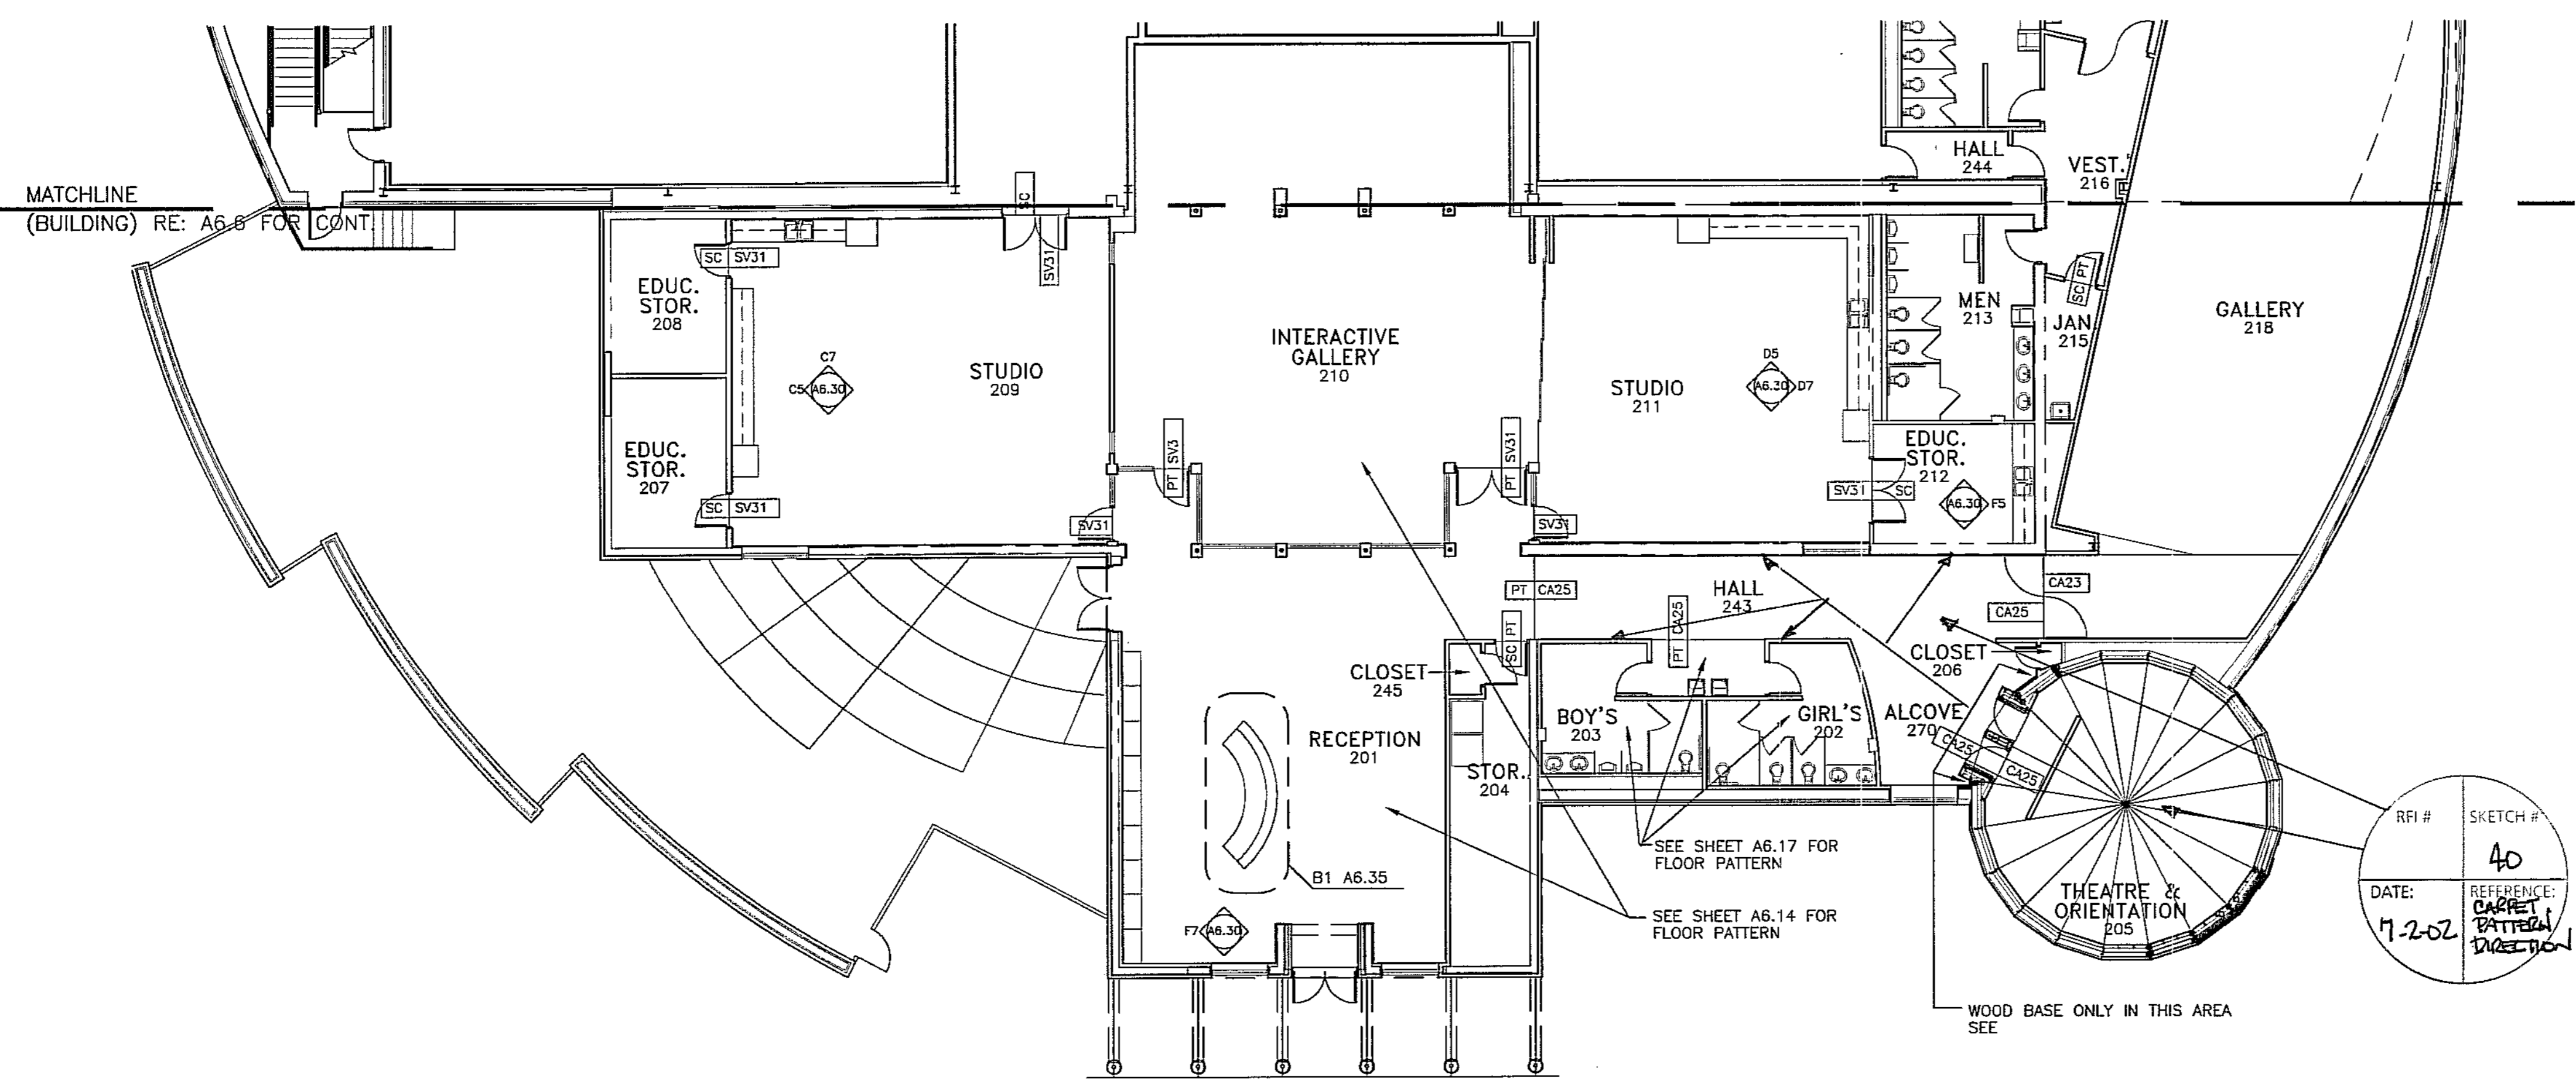 HALL
244
VEST.
216
MATCHLINE
(BUILDING) RE: A6.6 FOR CONT.
SC
SV31
SC SV31
EDUC.
STOR.
208
C7
C5 A6.30
STUDIO
209
INTERACTIVE
GALLERY
210
STUDIO
211
D5
A6.30 D7
MEN
213
SC PT
JAN.
215
GALLERY
218
EDUC.
STOR.
207
SC SV31
SV31
PT SV3
PT SV31
SV31
EDUC.
STOR.
212
SV31 SC
A6.30 F5
PT CA25
HALL
243
CA23
CA25
PT CA25
SC PT
CLOSET
245
CLOSET
206
BOY'S
203
GIRL'S
202
ALCOVE
270
CA25
CA25
RECEPTION
201
STOR.
204
SEE SHEET A6.17 FOR
FLOOR PATTERN
B1 A6.35
SEE SHEET A6.14 FOR
FLOOR PATTERN
F7 A6.30
THEATRE &
ORIENTATION
205
RFI #
SKETCH #
40
DATE:
7-2-02
REFERENCE:
CARPET
PATTERN
DIRECTION
WOOD BASE ONLY IN THIS AREA
SEE